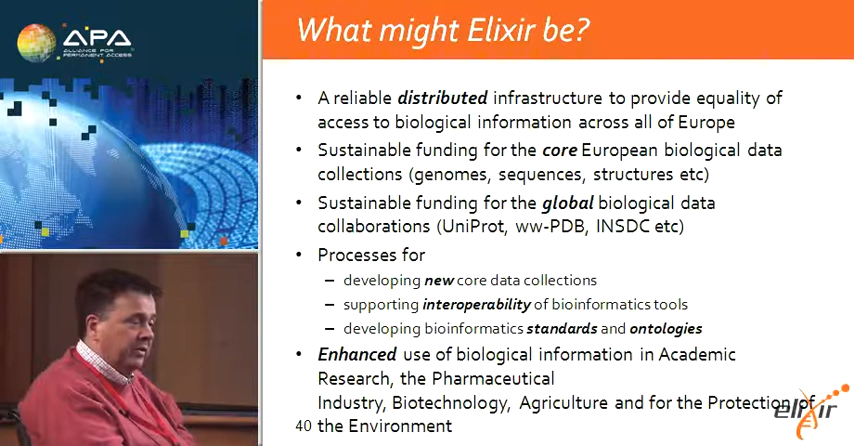 APA
ALLIANCE FOR
PERMANENT ACCESS
What might Elixir be?
• A reliable distributed infrastructure to provide equality of
access to biological information across all of Europe
• Sustainable funding for the core European biological data
collections (genomes, sequences, structures etc)
• Sustainable funding for the global biological data
collaborations (UniProt, ww-PDB, INSDC etc)
• Processes for
– developing new core data collections
– supporting interoperability of bioinformatics tools
– developing bioinformatics standards and ontologies
• Enhanced use of biological information in Academic
Research, the Pharmaceutical
Industry, Biotechnology, Agriculture and for the Protection of
the Environment
40
elixir